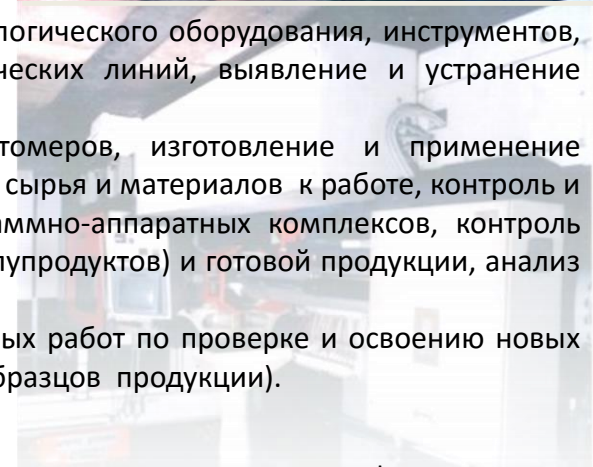 логического оборудования, инструментов,
ческих линий, выявление и устранение
томеров, изготовление и применение
сырья и материалов к работе, контроль и
аммно-аппаратных комплексов, контроль
лупродуктов) и готовой продукции, анализ
ых работ по проверке и освоению новых
бразцов продукции).